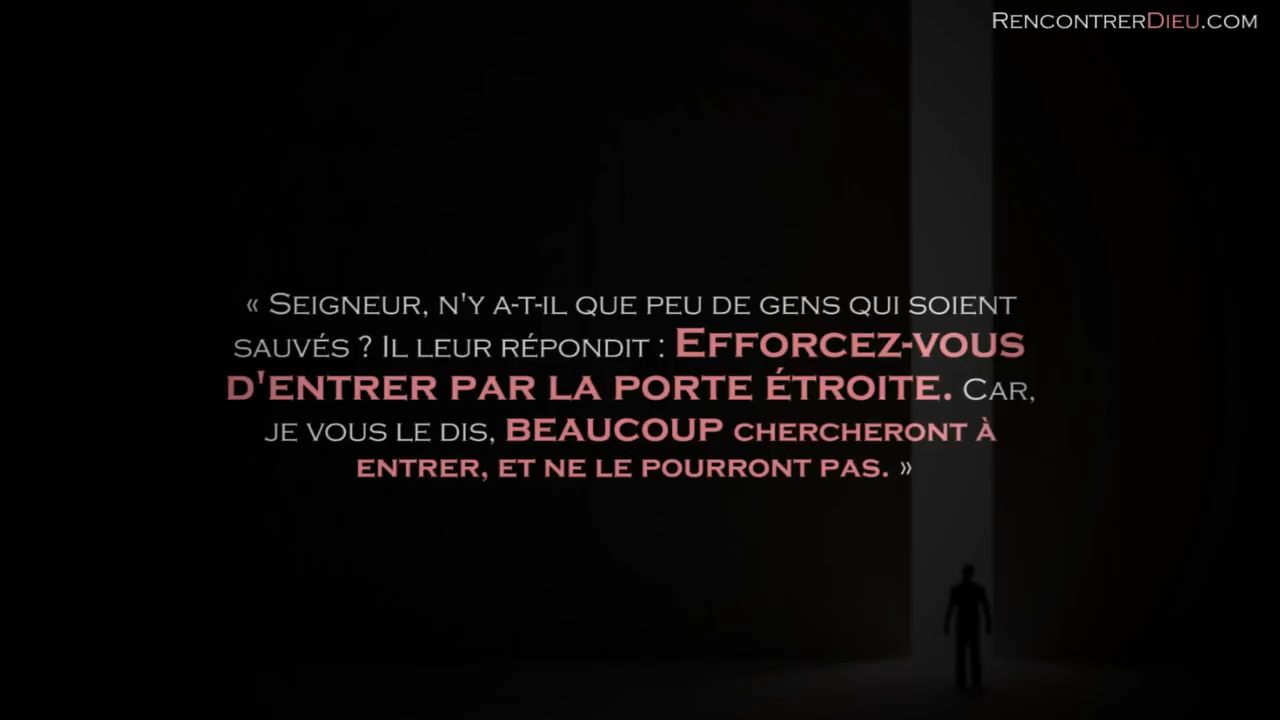 RencontrerDieu.com
« Seigneur, n'y a-t-il que peu de gens qui soient
sauvés ? Il leur répondit : Efforcez-vous
d'entrer par la porte étroite. Car,
je vous le dis, beaucoup chercheront à
entrer, et ne le pourront pas. »